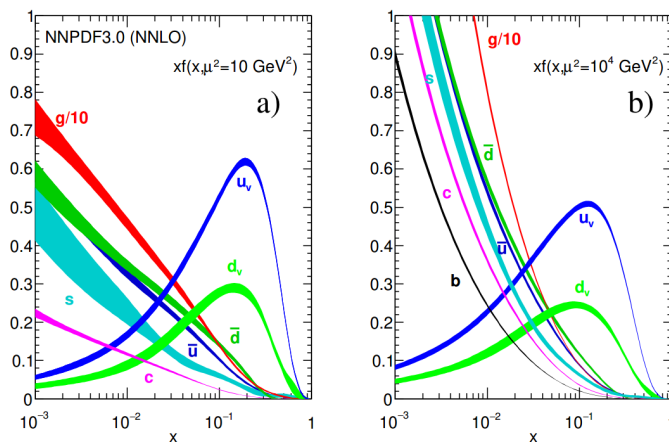 NNPDF3.0 (NNLO)
xf(x,μ²=10 GeV²)
a)
g/10
u_v
d_v
s
c
ū
d̄
1
0.9
0.8
0.7
0.6
0.5
0.4
0.3
0.2
0.1
0
10⁻³
10⁻²
10⁻¹
1
x
g/10
xf(x,μ²=10⁴ GeV²)
b)
s
d̄
c
ū
b
u_v
d_v
1
0.9
0.8
0.7
0.6
0.5
0.4
0.3
0.2
0.1
0
10⁻³
10⁻²
10⁻¹
1
x